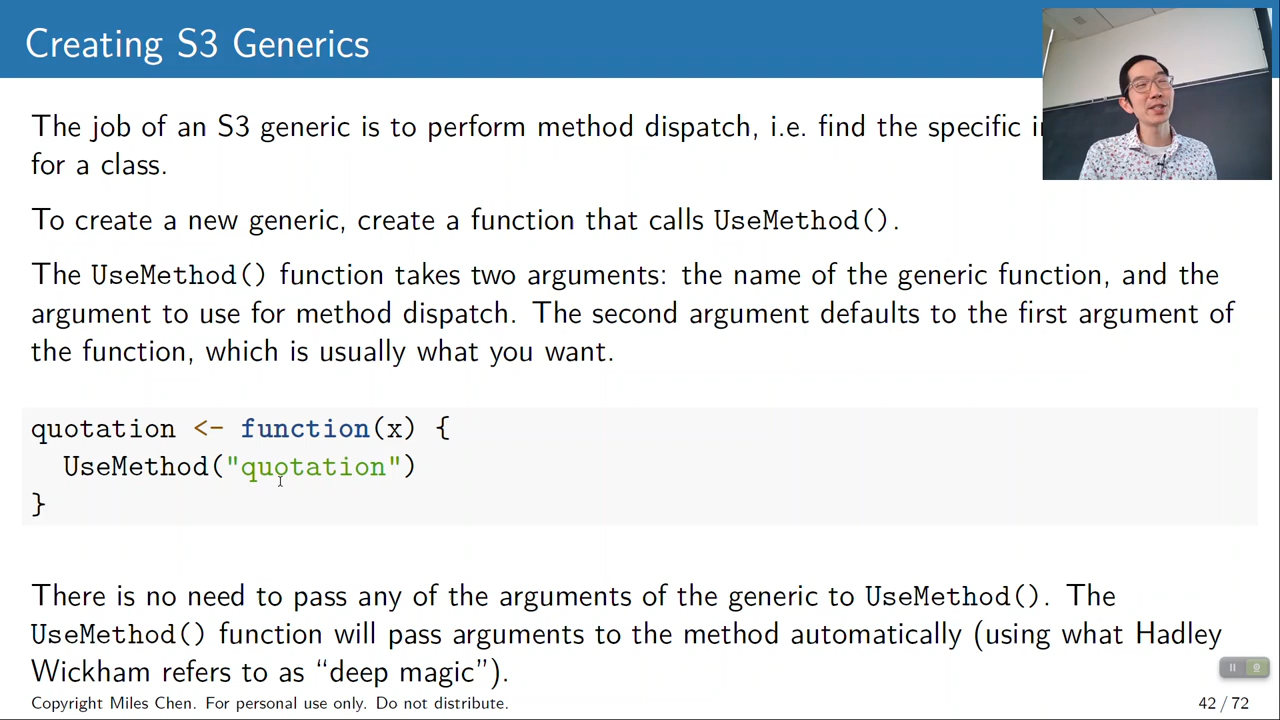 Creating S3 Generics
The job of an S3 generic is to perform method dispatch, i.e. find the specific
for a class.
To create a new generic, create a function that calls UseMethod().
The UseMethod() function takes two arguments: the name of the generic function, and the
argument to use for method dispatch. The second argument defaults to the first argument of
the function, which is usually what you want.
quotation <- function(x) {
UseMethod("quotation")
}
There is no need to pass any of the arguments of the generic to UseMethod(). The
UseMethod() function will pass arguments to the method automatically (using what Hadley
Wickham refers to as “deep magic”).
Copyright Miles Chen. For personal use only. Do not distribute.
42 / 72